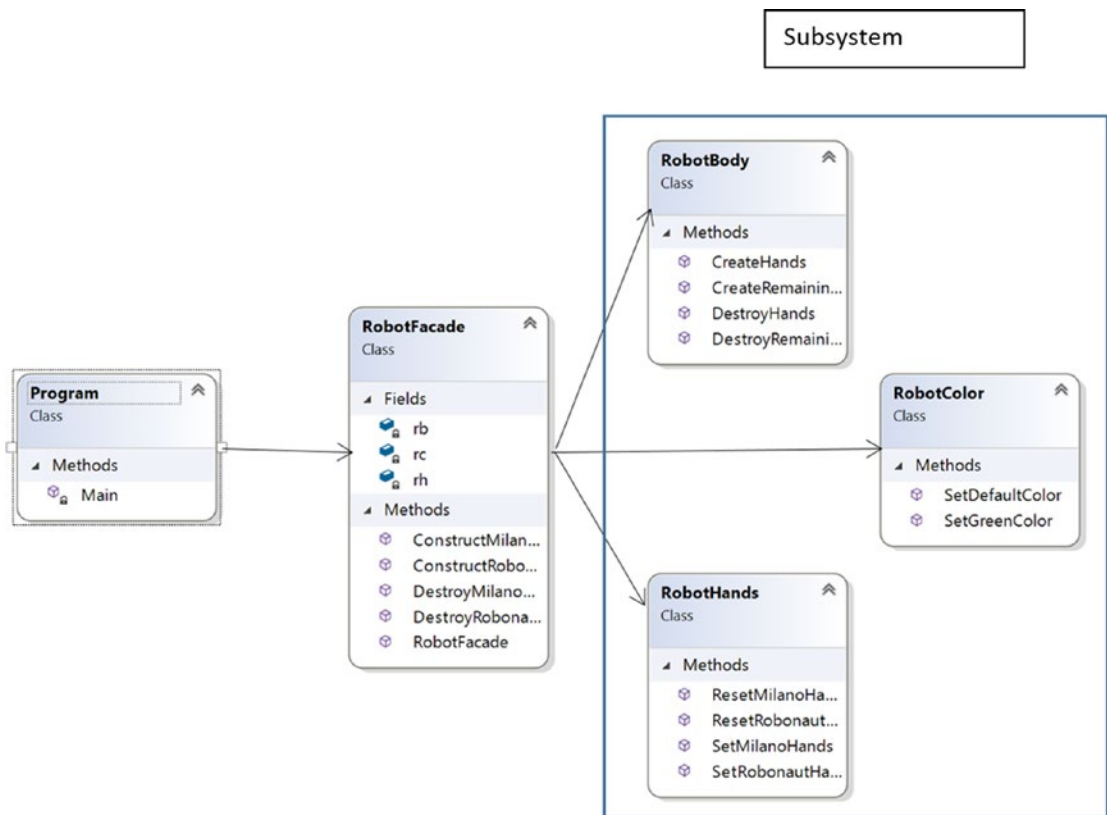 Subsystem
RobotBody
Class
Methods
CreateHands
CreateRemainin...
DestroyHands
DestroyRemaini...
RobotFacade
Class
Fields
rb
rc
rh
Methods
ConstructMilan...
ConstructRobo...
DestroyMilano...
DestroyRobona...
RobotFacade
Program
Class
Methods
Main
RobotColor
Class
Methods
SetDefaultColor
SetGreenColor
RobotHands
Class
Methods
ResetMilanoHa...
ResetRobonaut...
SetMilanoHands
SetRobonautHa...